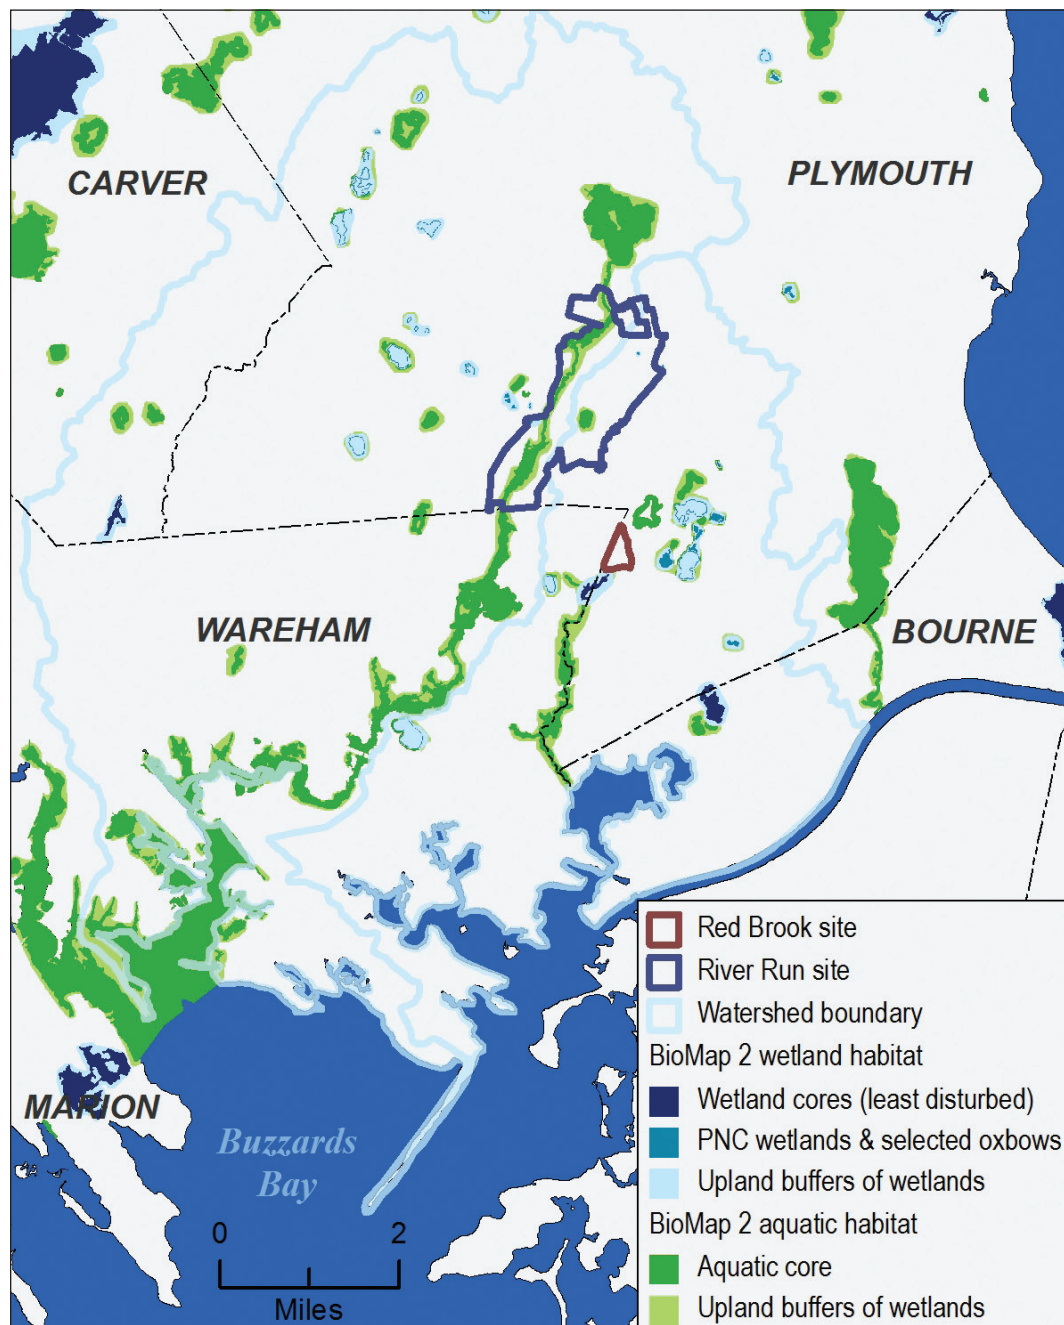 CARVER
PLYMOUTH
WAREHAM
BOURNE
MARION
Buzzards
Bay
0 2
Miles
Red Brook site
River Run site
Watershed boundary
BioMap 2 wetland habitat
Wetland cores (least disturbed)
PNC wetlands & selected oxbows
Upland buffers of wetlands
BioMap 2 aquatic habitat
Aquatic core
Upland buffers of wetlands